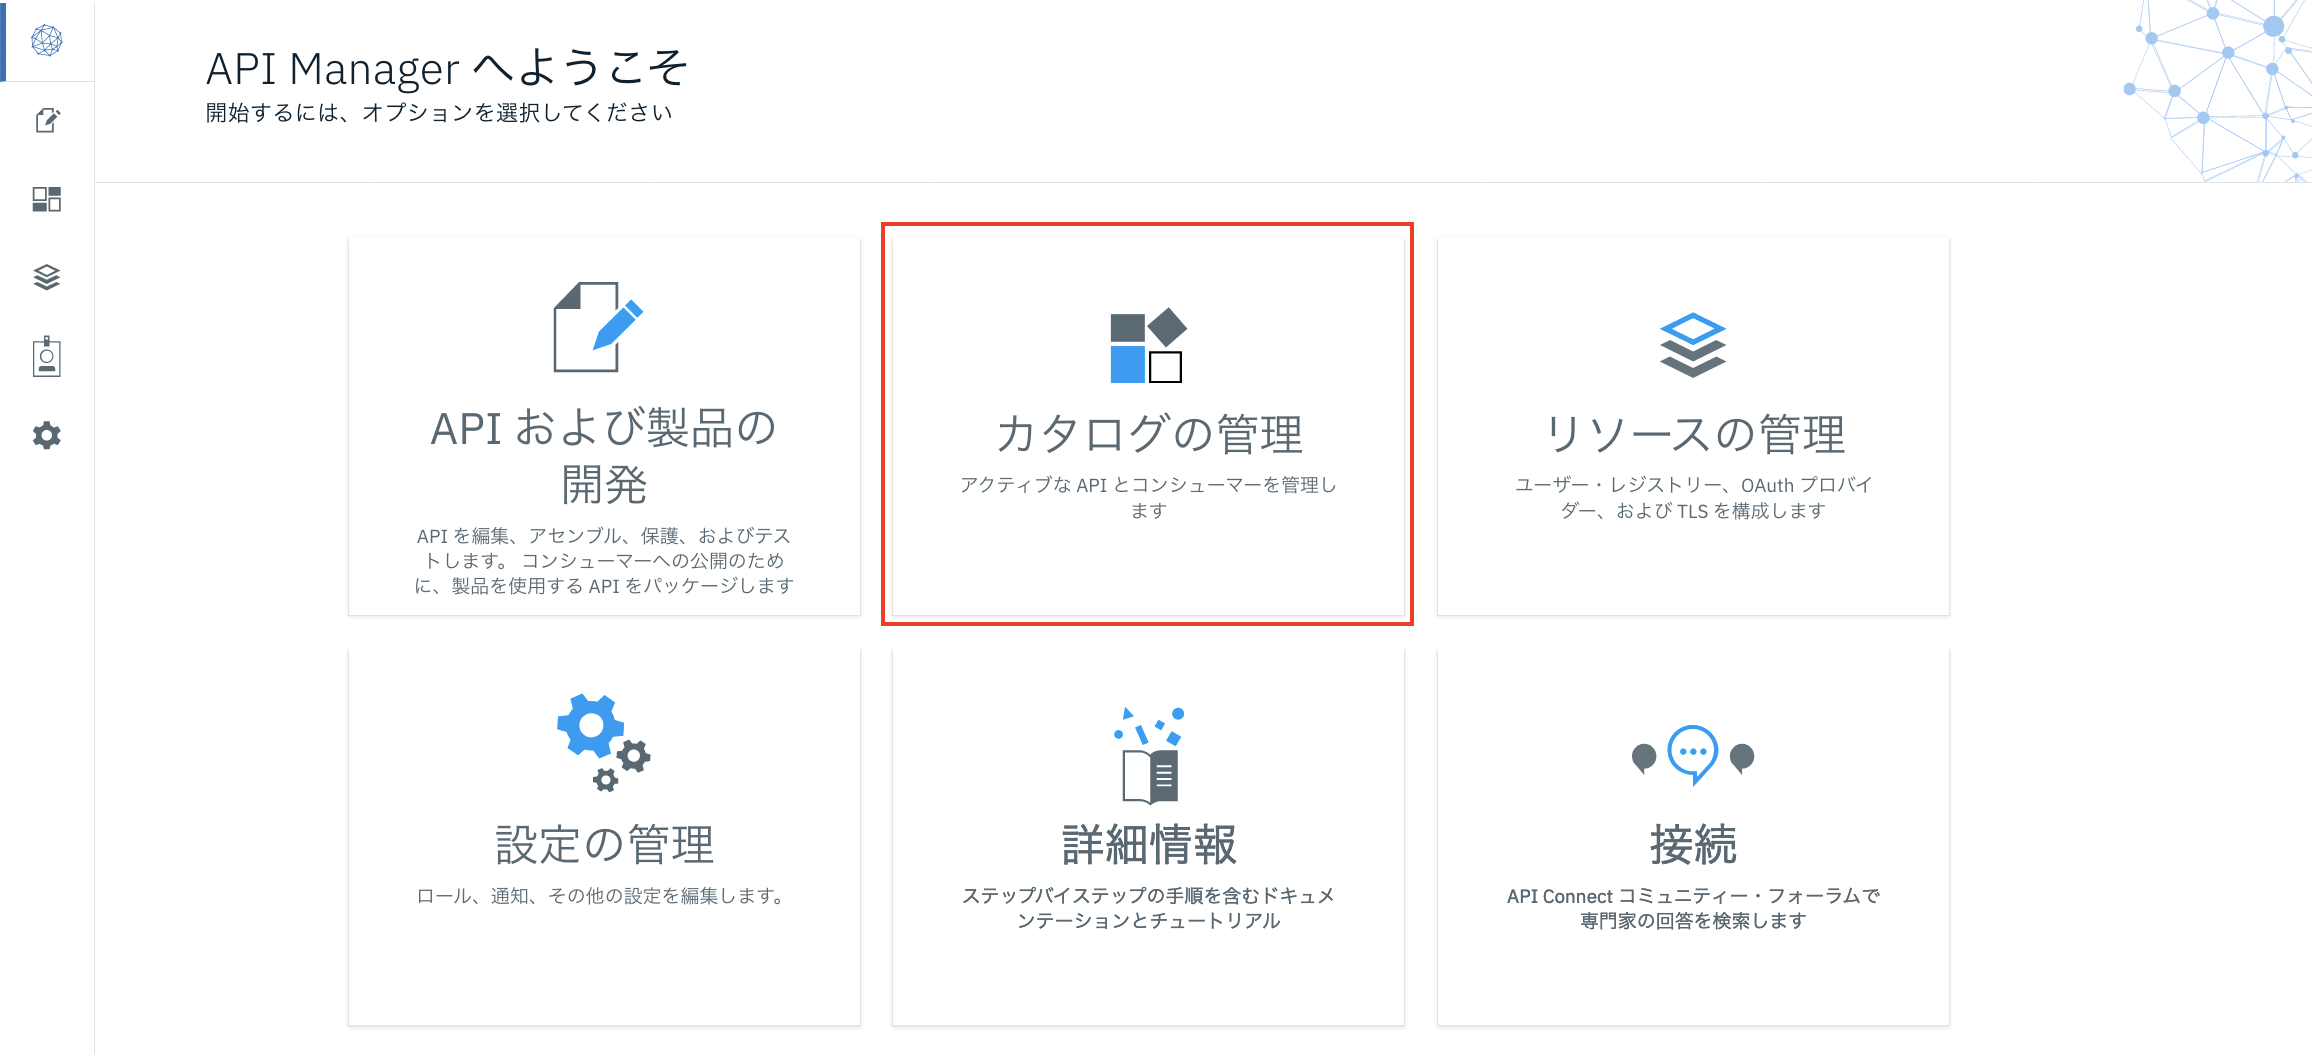 API Manager へようこそ
開始するには、オプションを選択してください
API および製品の
開発
API を編集、アセンブル、保護、およびテス
トします。 コンシューマーへの公開のため
に、製品を使用する API をパッケージします
カタログの管理
アクティブな API とコンシューマーを管理し
ます
リソースの管理
ユーザー・レジストリー、OAuth プロバイ
ダー、および TLS を構成します
設定の管理
ロール、通知、その他の設定を編集します。
詳細情報
ステップバイステップの手順を含むドキュメ
ンテーションとチュートリアル
接続
API Connect コミュニティー・フォーラムで
専門家の回答を検索します